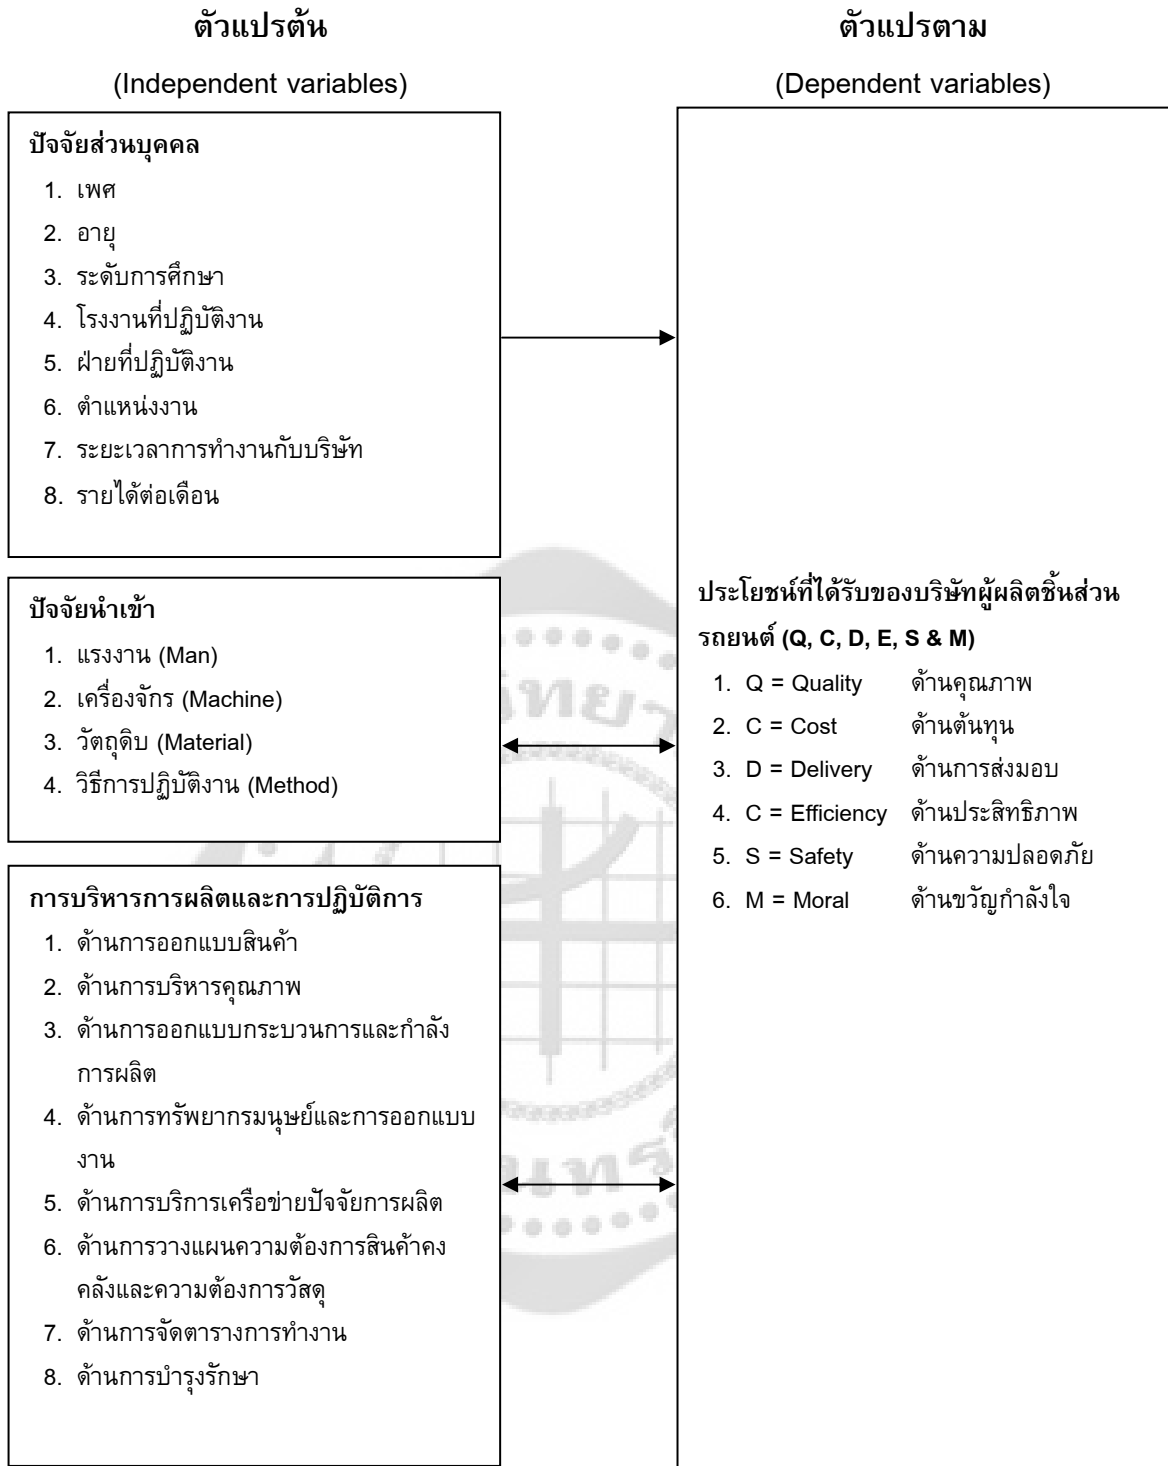 ตัวแปรต้น
(Independent variables)
ปัจจัยส่วนบุคคล
1. เพศ
2. อายุ
3. ระดับการศึกษา
4. โรงงานที่ปฏิบัติงาน
5. ฝ่ายที่ปฏิบัติงาน
6. ตำแหน่งงาน
7. ระยะเวลาการทำงานกับบริษัท
8. รายได้ต่อเดือน
ปัจจัยนำเข้า
1. แรงงาน (Man)
2. เครื่องจักร (Machine)
3. วัตถุดิบ (Material)
4. วิธีการปฏิบัติงาน (Method)
การบริหารการผลิตและการปฏิบัติการ
1. ด้านการออกแบบสินค้า
2. ด้านการบริหารคุณภาพ
3. ด้านการออกแบบกระบวนการและกำลัง
การผลิต
4. ด้านการทรัพยากรมนุษย์และการออกแบบ
งาน
5. ด้านการบริการเครือข่ายปัจจัยการผลิต
6. ด้านการวางแผนความต้องการสินค้าคง
คลังและความต้องการวัสดุ
7. ด้านการจัดตารางการทำงาน
8. ด้านการบำรุงรักษา
ตัวแปรตาม
(Dependent variables)
ประโยชน์ที่ได้รับของบริษัทผู้ผลิตชิ้นส่วน
รถยนต์ (Q, C, D, E, S & M)
1. Q = Quality ด้านคุณภาพ
2. C = Cost ด้านต้นทุน
3. D = Delivery ด้านการส่งมอบ
4. C = Efficiency ด้านประสิทธิภาพ
5. S = Safety ด้านความปลอดภัย
6. M = Moral ด้านขวัญกำลังใจ